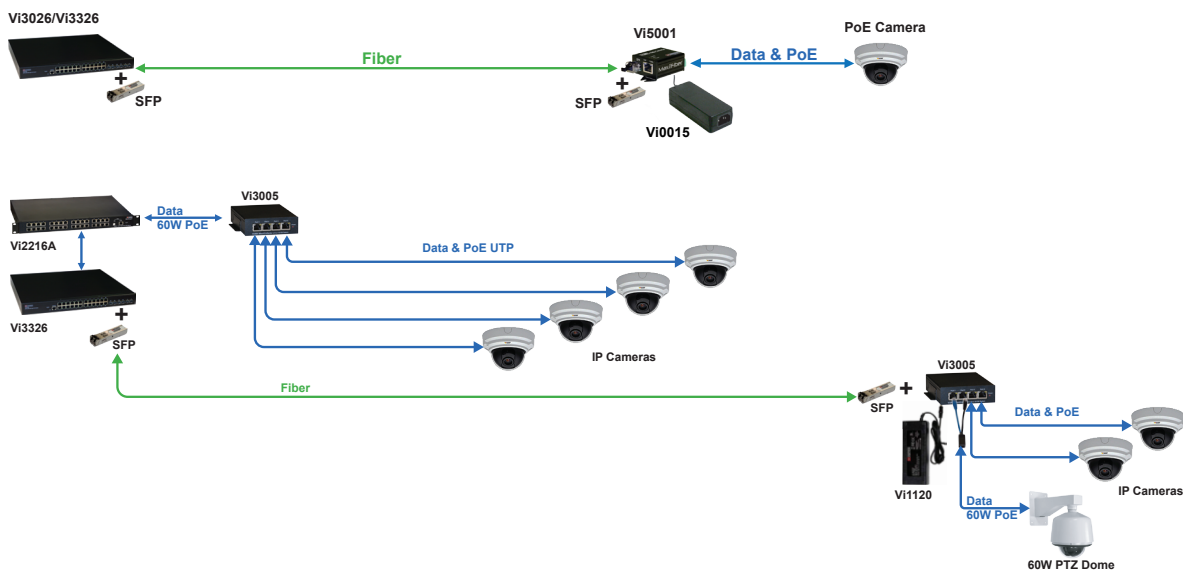 Vi3026/Vi3326
Vi5001
PoE Camera
Fiber
Data & PoE
+
SFP
+
SFP
Vi0015
Vi3005
Data
60W PoE
Vi2216A
Data & PoE UTP
+
Vi3326
SFP
IP Cameras
Vi3005
Fiber
+
SFP
Data & PoE
Vi1120
IP Cameras
Data
60W PoE
60W PTZ Dome